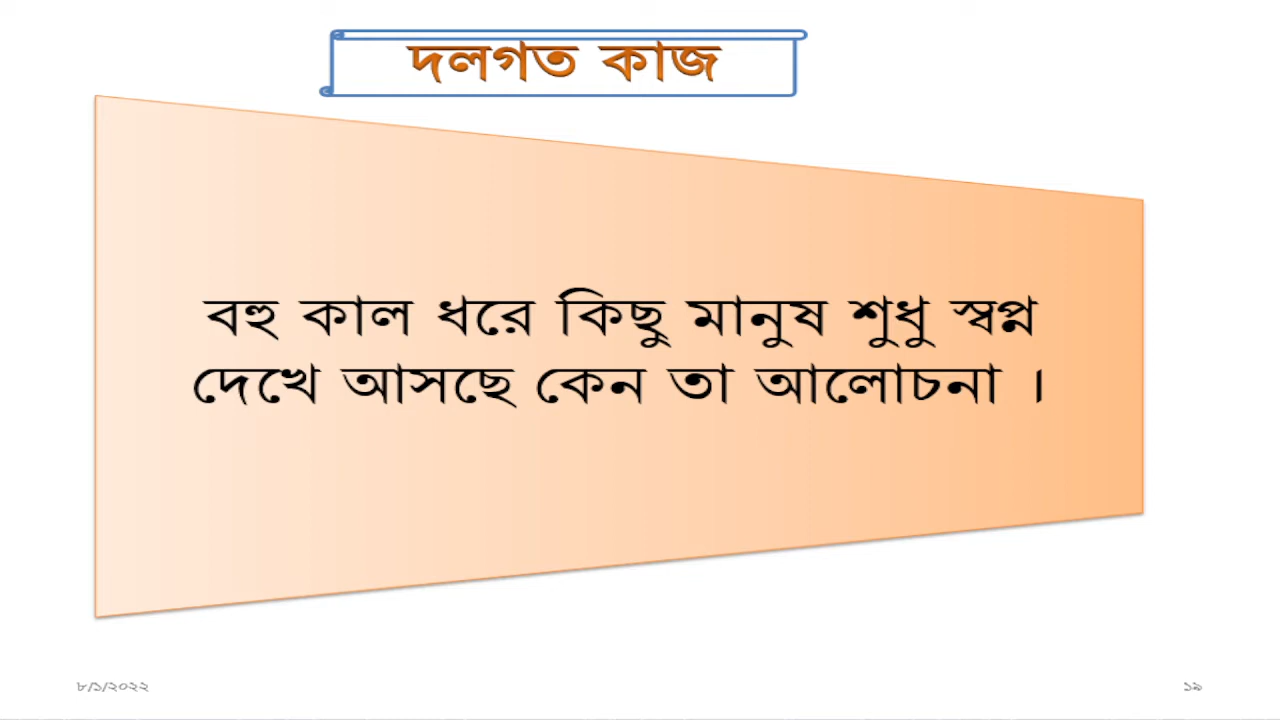 দলগত কাজ
বহু কাল ধরে কিছু মানুষ শুধু স্বপ্ন
দেখে আসছে কেন তা আলোচনা ।
৮/১/২০২২
১৯